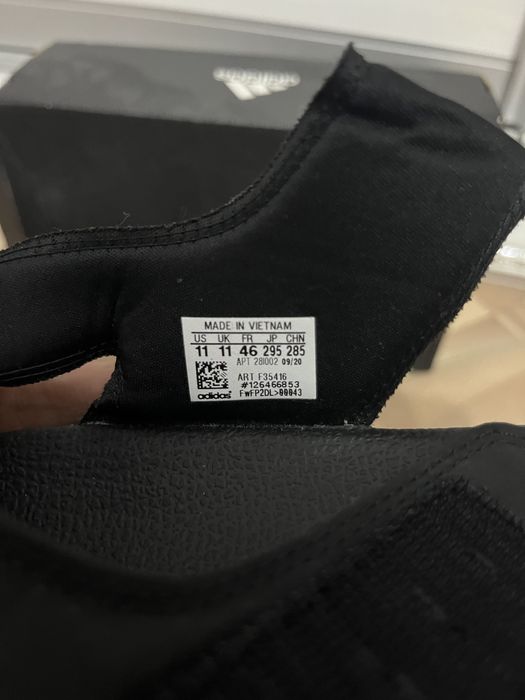 adidas
MADE IN VIETNAM
US UK FR JP CHN
11 11 46 295 285
APT 281002 09/20
ART F35416
#126466853
adidas FwFP2DL>00043